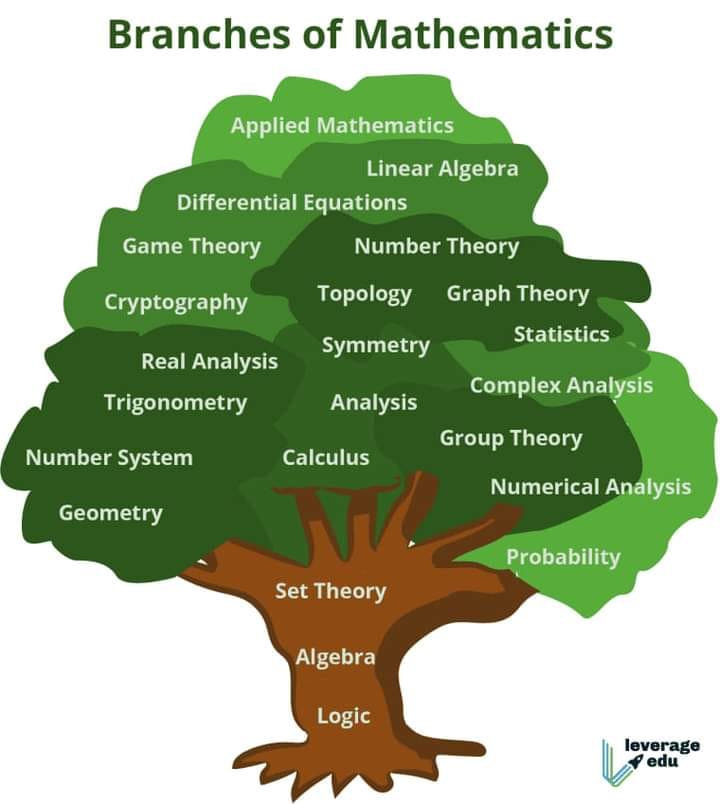 Branches of Mathematics
Applied Mathematics
Linear Algebra
Differential Equations
Game Theory
Number Theory
Cryptography
Topology
Graph Theory
Statistics
Symmetry
Real Analysis
Complex Analysis
Trigonometry
Analysis
Group Theory
Number System
Calculus
Numerical Analysis
Geometry
Probability
Set Theory
Algebra
Logic
leverage
edu